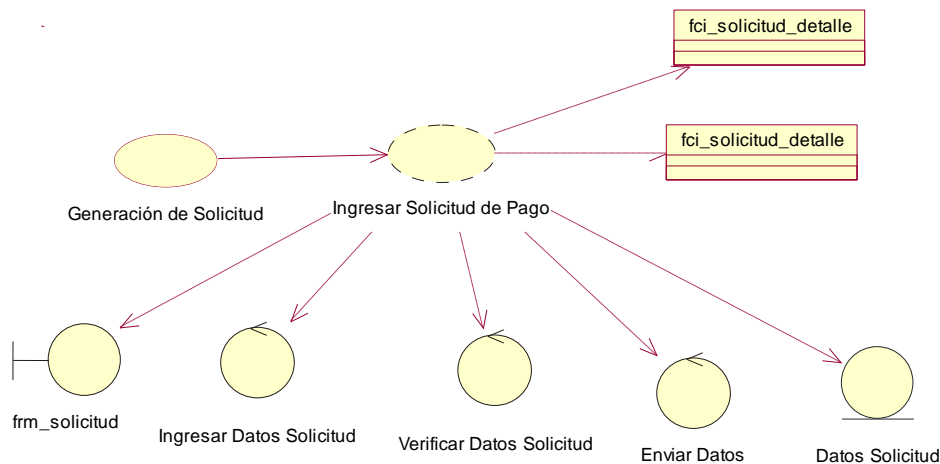 fci_solicitud_detalle
fci_solicitud_detalle
Generación de Solicitud
Ingresar Solicitud de Pago
frm_solicitud
Ingresar Datos Solicitud
Verificar Datos Solicitud
Enviar Datos
Datos Solicitud